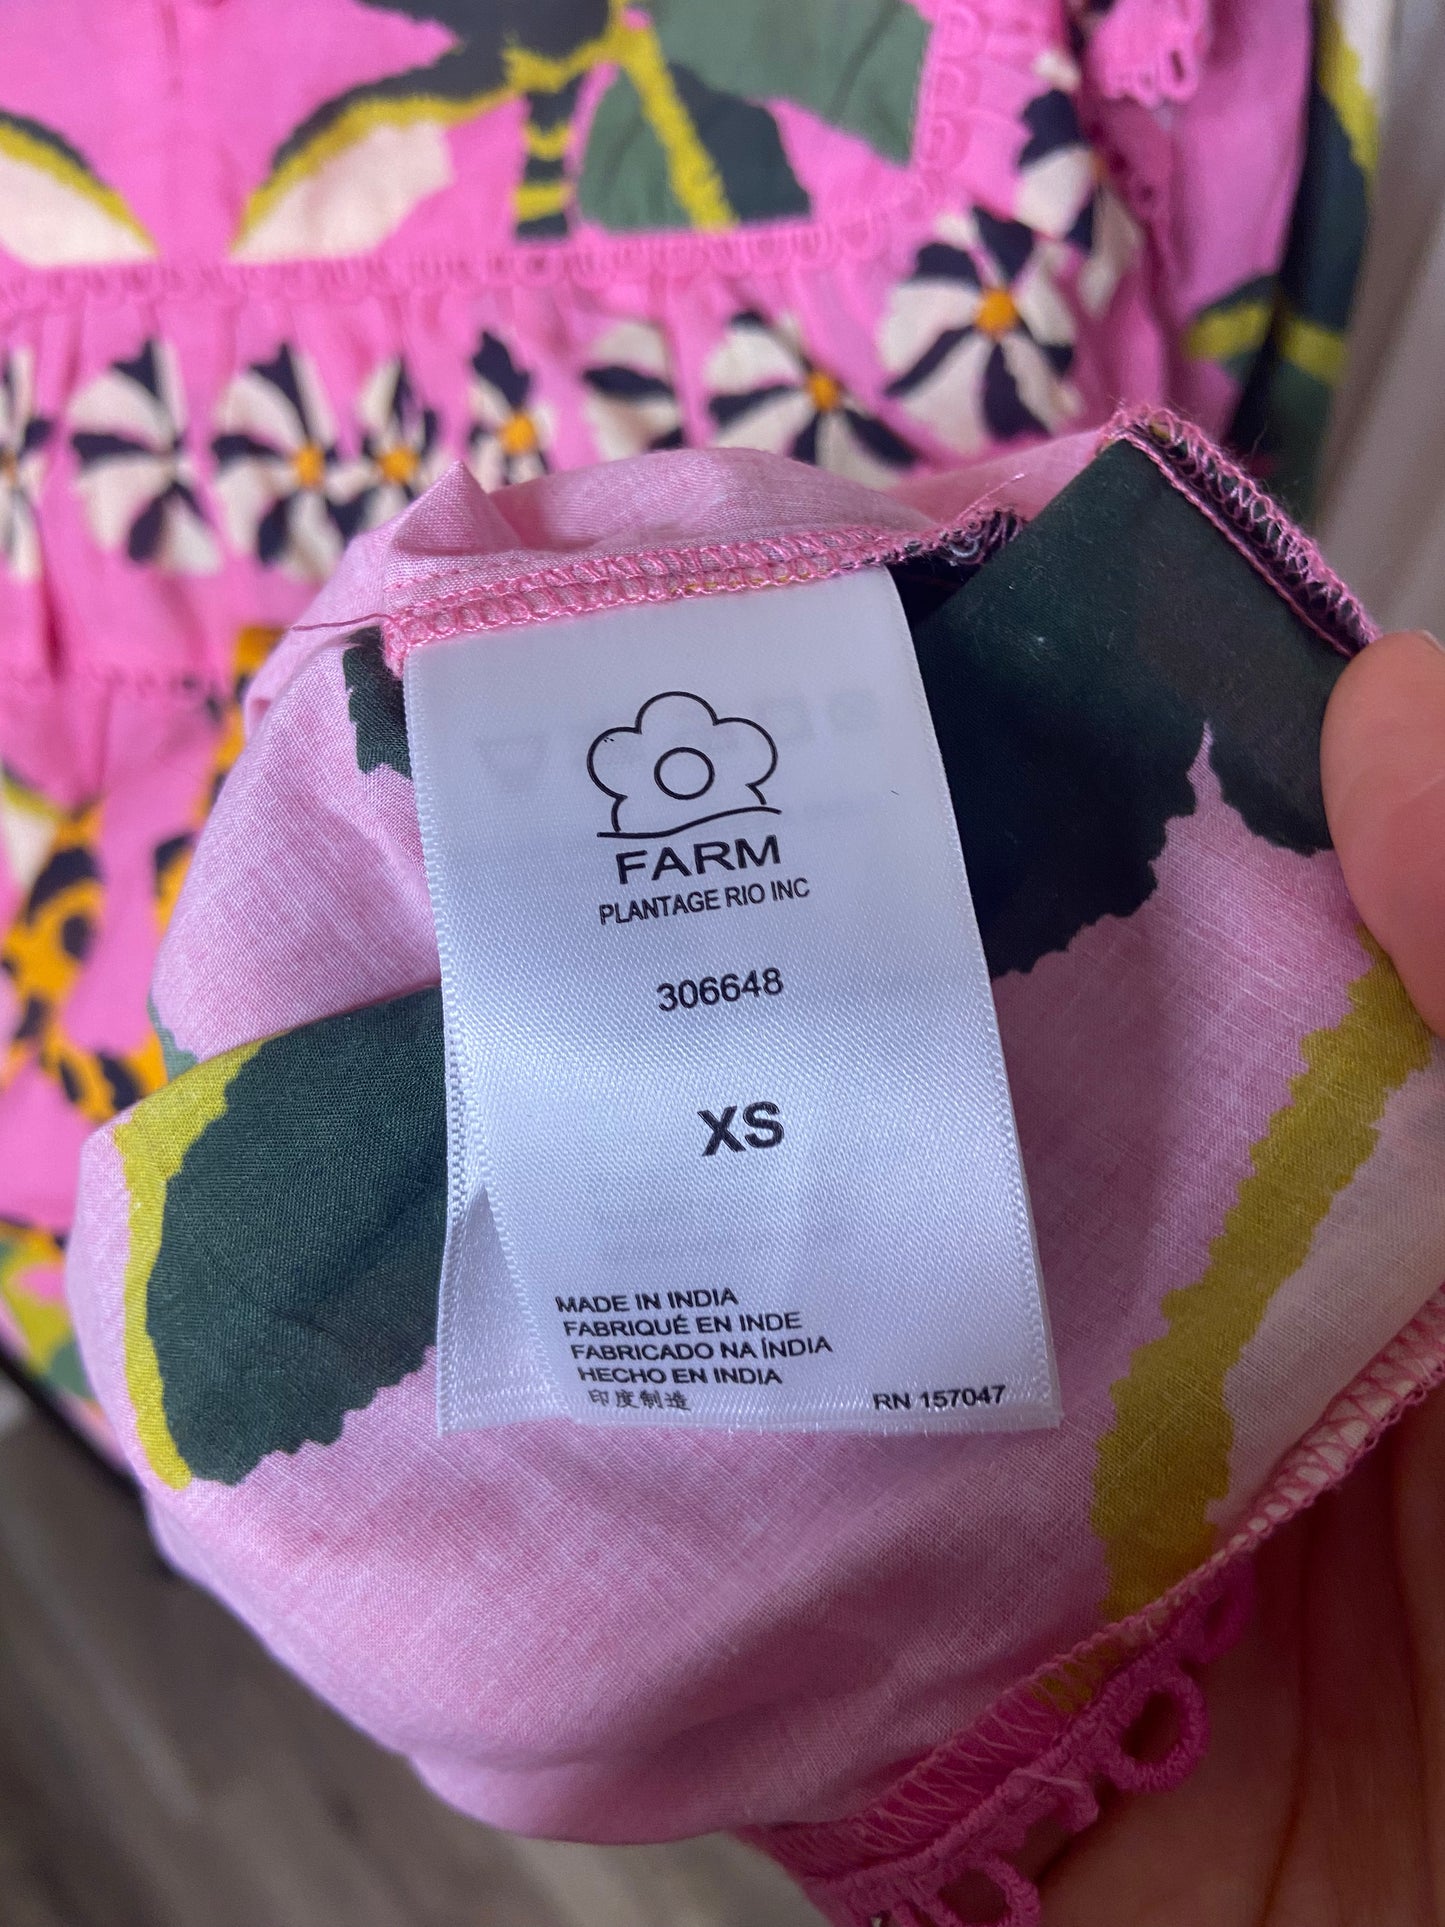 FARM
PLANTAGE RIO INC
306648
XS
MADE IN INDIA
FABRIQUÉ EN INDE
FABRICADO NA ÍNDIA
HECHO EN INDIA
印度制造
RN 157047